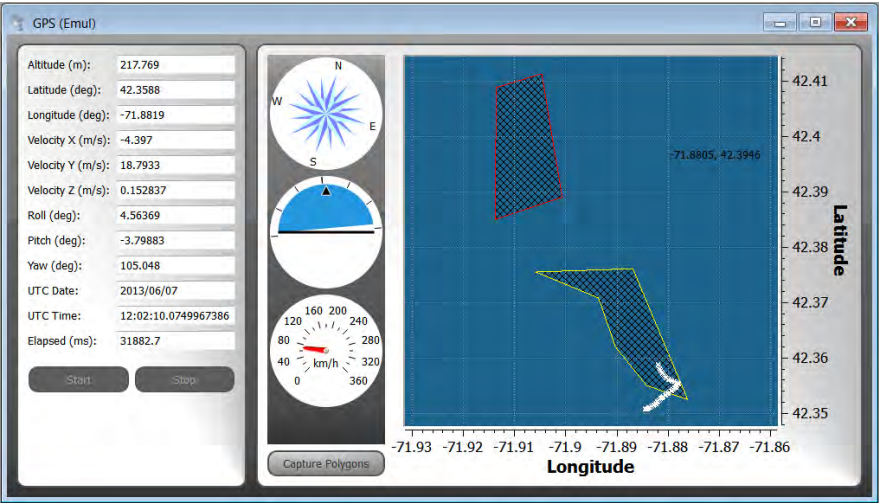 GPS (Emul)
Altitude (m): 217.769
Latitude (deg): 42.3588
Longitude (deg): -71.8819
Velocity X (m/s): -4.397
Velocity Y (m/s): 18.7933
Velocity Z (m/s): 0.152837
Roll (deg): 4.56369
Pitch (deg): -3.79883
Yaw (deg): 105.048
UTC Date: 2013/06/07
UTC Time: 12:02:10.0749967386
Elapsed (ms): 31882.7
Start Stop
N
W
E
S
160 200
120 240
80 280
40 km/h 320
0 360
Capture Polygons
-71.8805, 42.3946
42.41
42.4
42.39
42.38
42.37
42.36
42.35
Latitude
-71.93 -71.92 -71.91 -71.9 -71.89 -71.88 -71.87 -71.86
Longitude